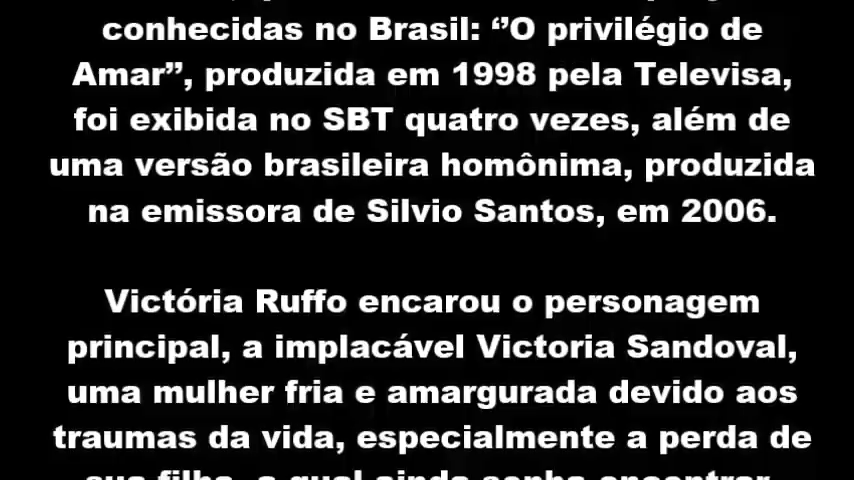 conhecidas no Brasil: ‘’O privilégio de
Amar’’, produzida em 1998 pela Televisa,
foi exibida no SBT quatro vezes, além de
uma versão brasileira homônima, produzida
na emissora de Silvio Santos, em 2006.
Victória Ruffo encarou o personagem
principal, a implacável Victoria Sandoval,
uma mulher fria e amargurada devido aos
traumas da vida, especialmente a perda de
sua filha, a qual ainda sonha encontrar